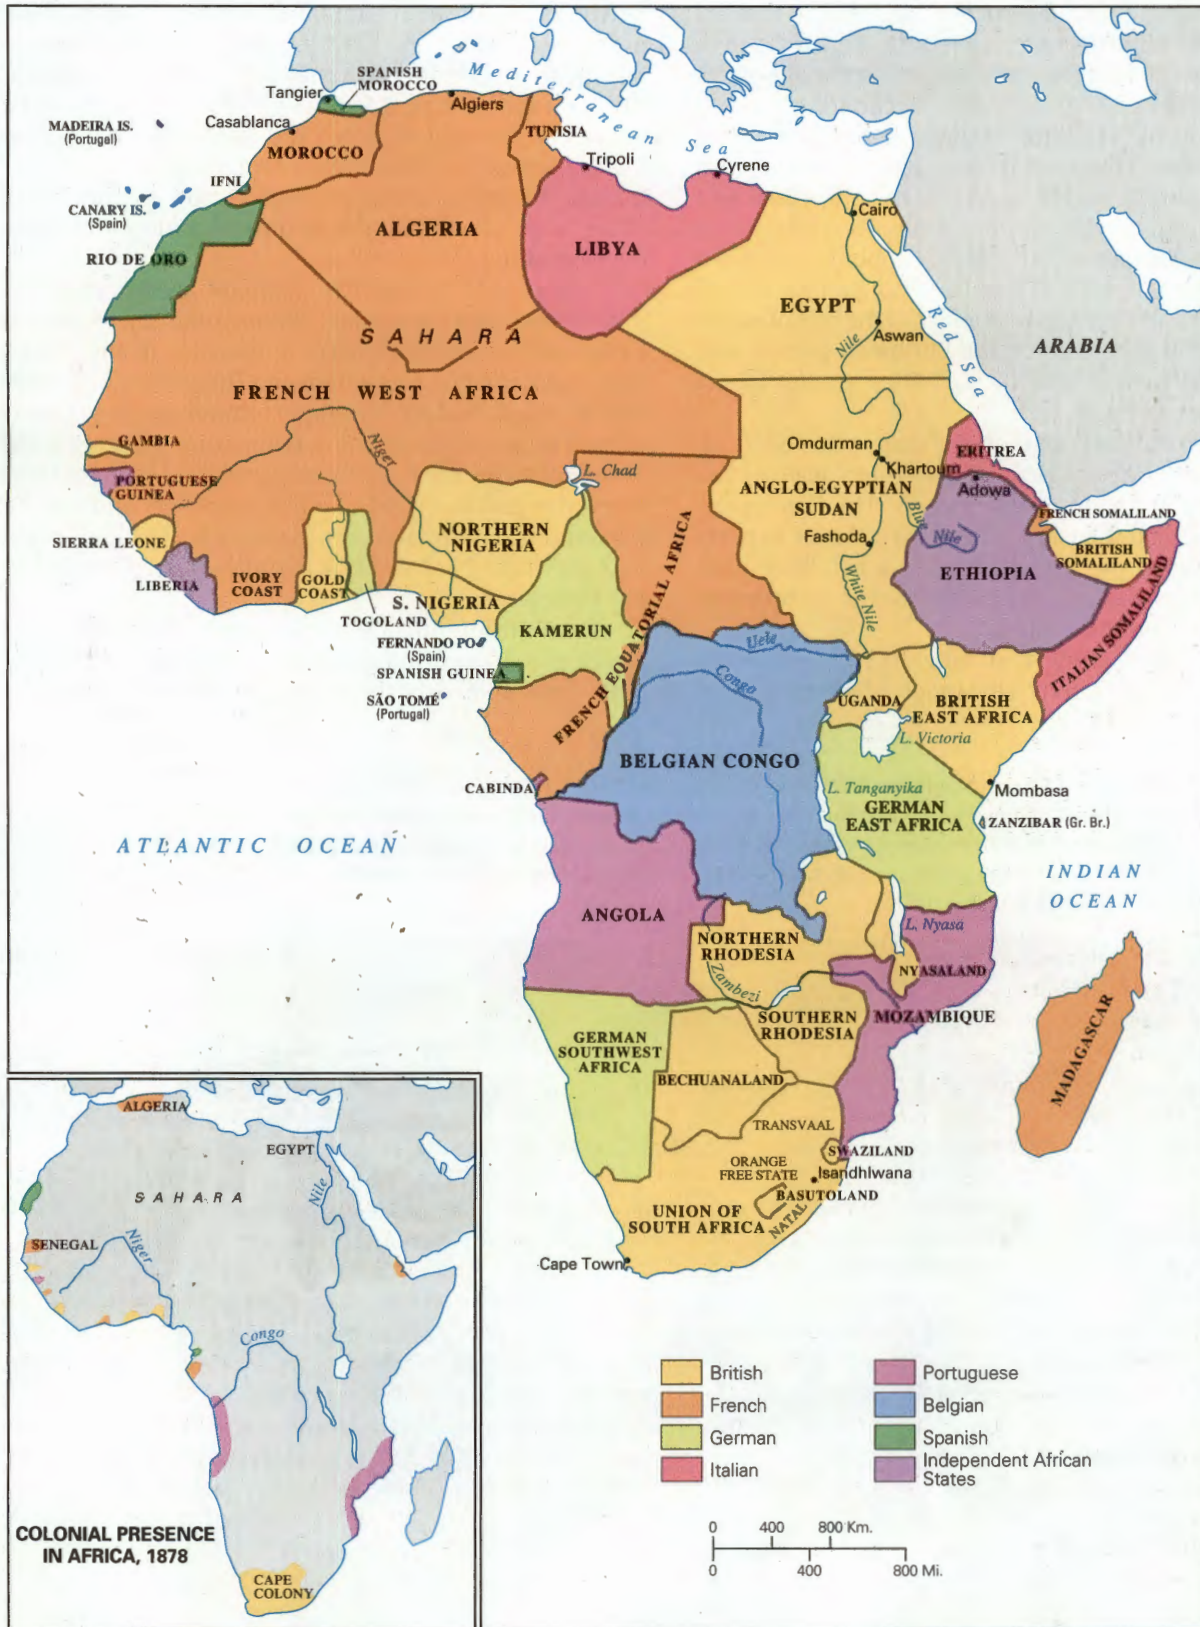 Mediterranean Sea
SPANISH
MOROCCO
Tangier
Algiers
Casablanca
MADEIRA IS.
(Portugal)
MOROCCO
TUNISIA
Tripoli
Cyrene
IFNI
CANARY IS.
(Spain)
Cairo
ALGERIA
LIBYA
RIO DE ORO
EGYPT
Red Sea
SAHARA
Nile
Aswan
ARABIA
FRENCH WEST AFRICA
GAMBIA
Niger
Omdurman
ERITREA
Khartoum
L. Chad
PORTUGUESE
GUINEA
ANGLO-EGYPTIAN
SUDAN
Adowa
FRENCH SOMALILAND
Blue Nile
NORTHERN
NIGERIA
SIERRA LEONE
Fashoda
BRITISH
SOMALILAND
LIBERIA
IVORY
COAST
GOLD
COAST
ETHIOPIA
White Nile
S. NIGERIA
TOGOLAND
KAMERUN
FRENCH EQUATORIAL AFRICA
ITALIAN SOMALILAND
FERNANDO PO
(Spain)
Uele
SPANISH GUINEA
Congo
SÃO TOMÉ
(Portugal)
UGANDA
BRITISH
EAST AFRICA
L. Victoria
BELGIAN CONGO
CABINDA
L. Tanganyika
Mombasa
GERMAN
EAST AFRICA
ZANZIBAR (Gr. Br.)
ATLANTIC OCEAN
INDIAN
OCEAN
ANGOLA
L. Nyasa
NORTHERN
RHODESIA
NYASALAND
Zambezi
SOUTHERN
RHODESIA
MOZAMBIQUE
GERMAN
SOUTHWEST
AFRICA
MADAGASCAR
BECHUANALAND
TRANSVAAL
SWAZILAND
ORANGE
FREE STATE
Isandhlwana
BASUTOLAND
UNION OF
SOUTH AFRICA
NATAL
Cape Town
ALGERIA
EGYPT
SAHARA
Nile
SENEGAL
Niger
Congo
COLONIAL PRESENCE
IN AFRICA, 1878
CAPE
COLONY
British
French
German
Italian
Portuguese
Belgian
Spanish
Independent African
States
0 400 800 Km.
0 400 800 Mi.